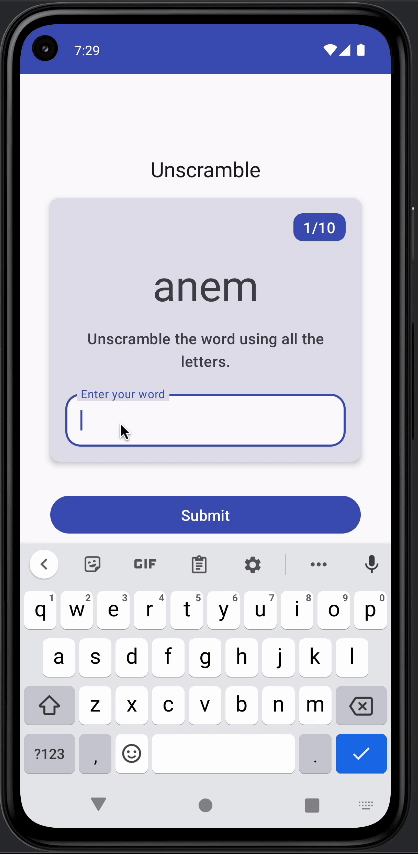 7:29
Unscramble
1/10
anem
Unscramble the word using all the
letters.
Enter your word
Submit
GIF
q1 w2 e3 r4 t5 y6 u7 i8 o9 p0
a s d f g h j k l
z x c v b n m
?123 , .